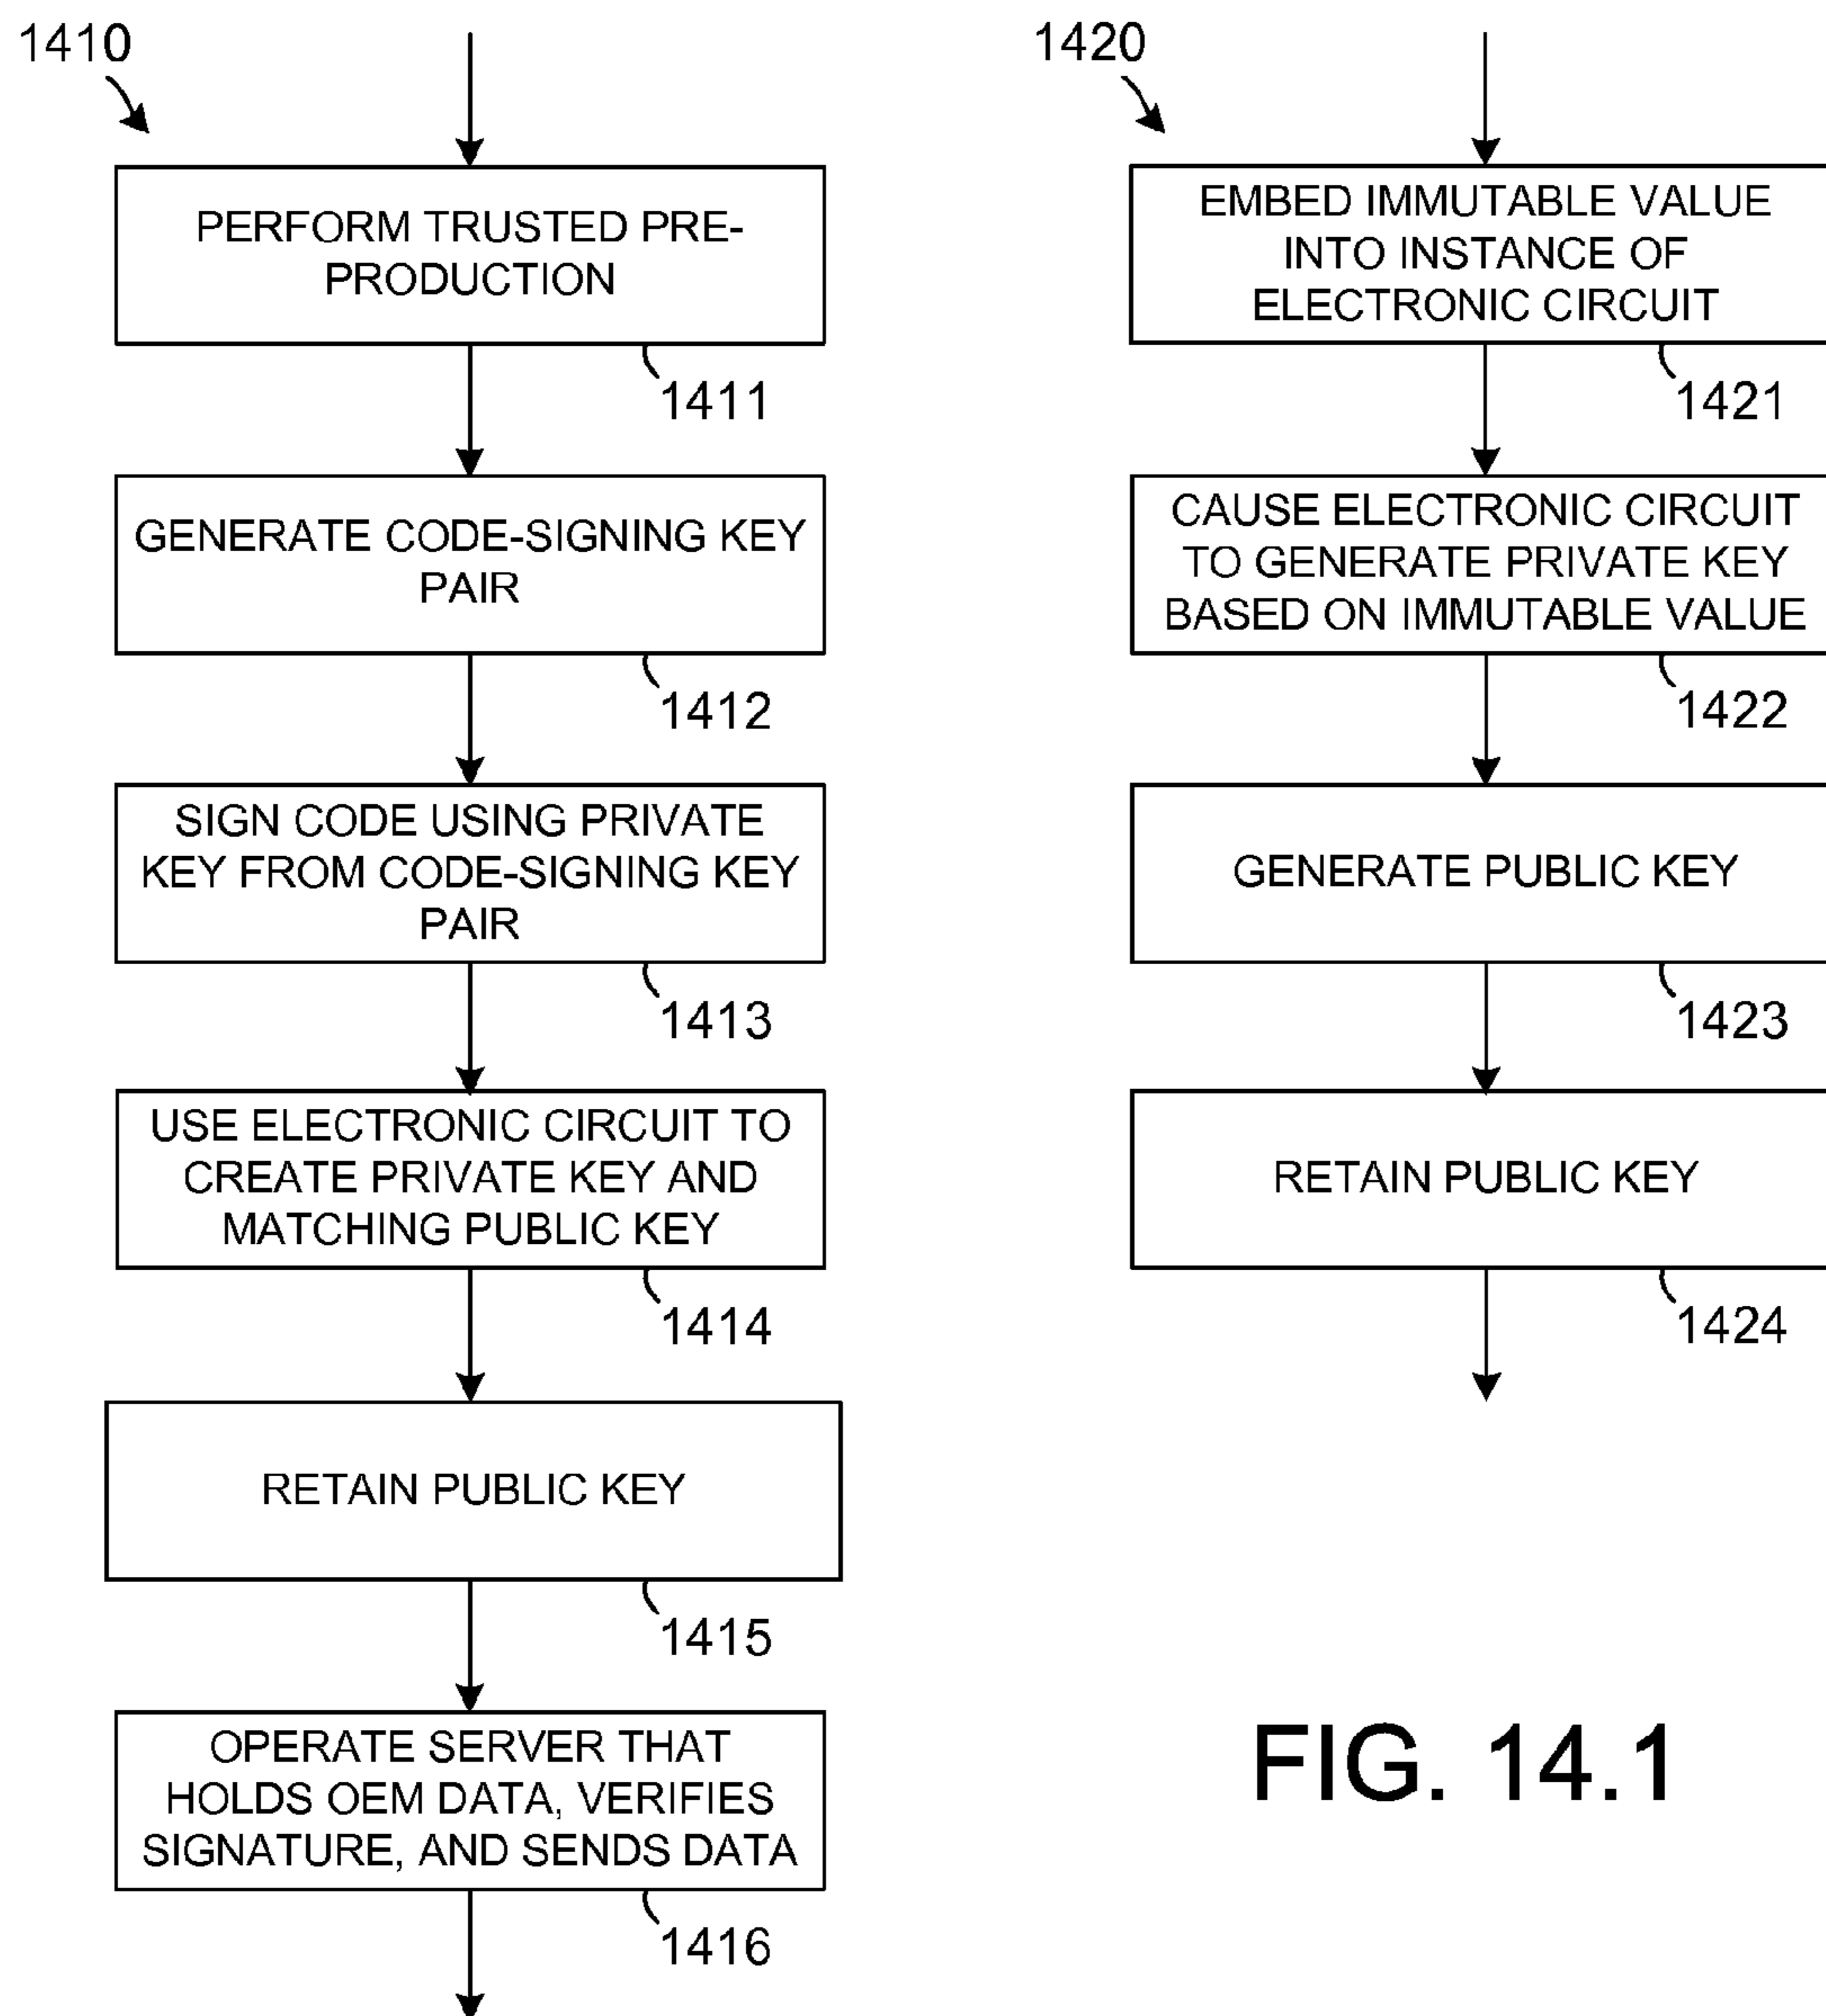 1410
PERFORM TRUSTED PRE-
PRODUCTION
1411
GENERATE CODE-SIGNING KEY
PAIR
1412
SIGN CODE USING PRIVATE
KEY FROM CODE-SIGNING KEY
PAIR
1413
USE ELECTRONIC CIRCUIT TO
CREATE PRIVATE KEY AND
MATCHING PUBLIC KEY
1414
RETAIN PUBLIC KEY
1415
OPERATE SERVER THAT
HOLDS OEM DATA, VERIFIES
SIGNATURE, AND SENDS DATA
1416
1420
EMBED IMMUTABLE VALUE
INTO INSTANCE OF
ELECTRONIC CIRCUIT
1421
CAUSE ELECTRONIC CIRCUIT
TO GENERATE PRIVATE KEY
BASED ON IMMUTABLE VALUE
1422
GENERATE PUBLIC KEY
1423
RETAIN PUBLIC KEY
1424
FIG. 14.1